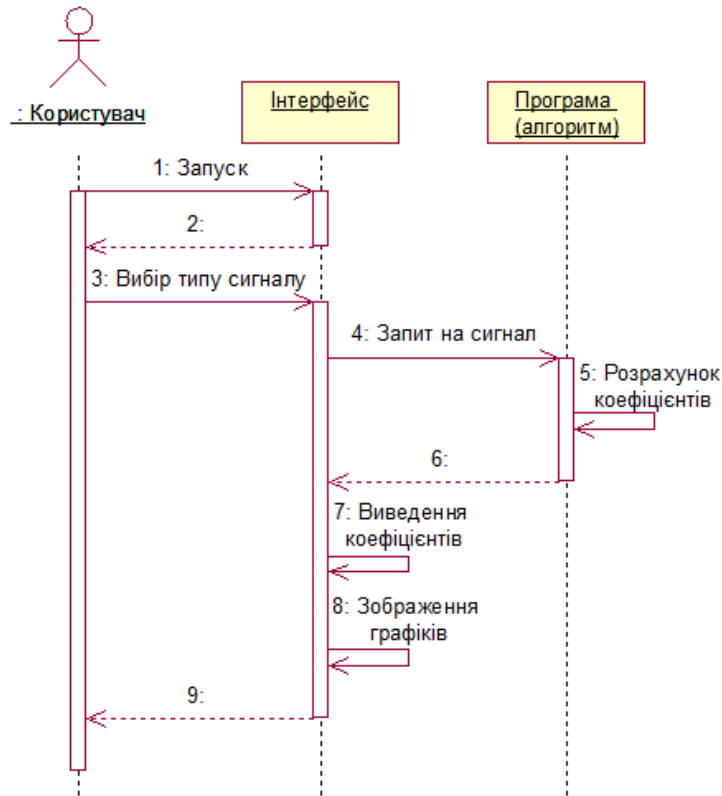 : Користувач
Інтерфейс
Програма
(алгоритм)
1: Запуск
2:
3: Вибір типу сигналу
4: Запит на сигнал
5: Розрахунок
коефіцієнтів
6:
7: Виведення
коефіцієнтів
8: Зображення
графіків
9: